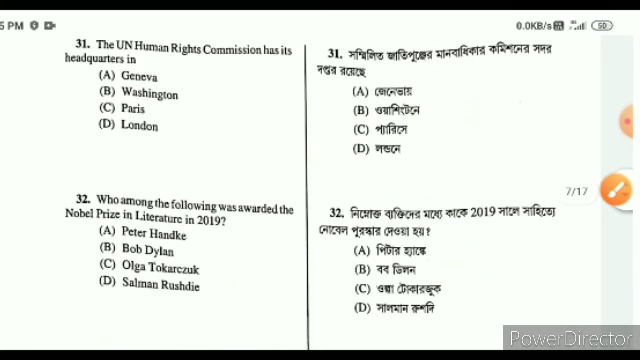 5 PM
0.0KB/s
50
31. The UN Human Rights Commission has its
headquarters in
(A) Geneva
(B) Washington
(C) Paris
(D) London
32. Who among the following was awarded the
Nobel Prize in Literature in 2019?
(A) Peter Handke
(B) Bob Dylan
(C) Olga Tokarczuk
(D) Salman Rushdie
31. সম্মিলিত জাতিপুঞ্জের মানবাধিকার কমিশনের সদর
দপ্তর রয়েছে
(A) জেনেভায়
(B) ওয়াশিংটনে
(C) প্যারিসে
(D) লন্ডনে
7/17
32. নিম্নোক্ত ব্যক্তিদের মধ্যে কাকে 2019 সালে সাহিত্যে
নোবেল পুরস্কার দেওয়া হয়?
(A) পিটার হ্যান্ডকে
(B) বব ডিলন
(C) ওল্গা টোকারজুক
(D) সালমান রুশদি
PowerDirector